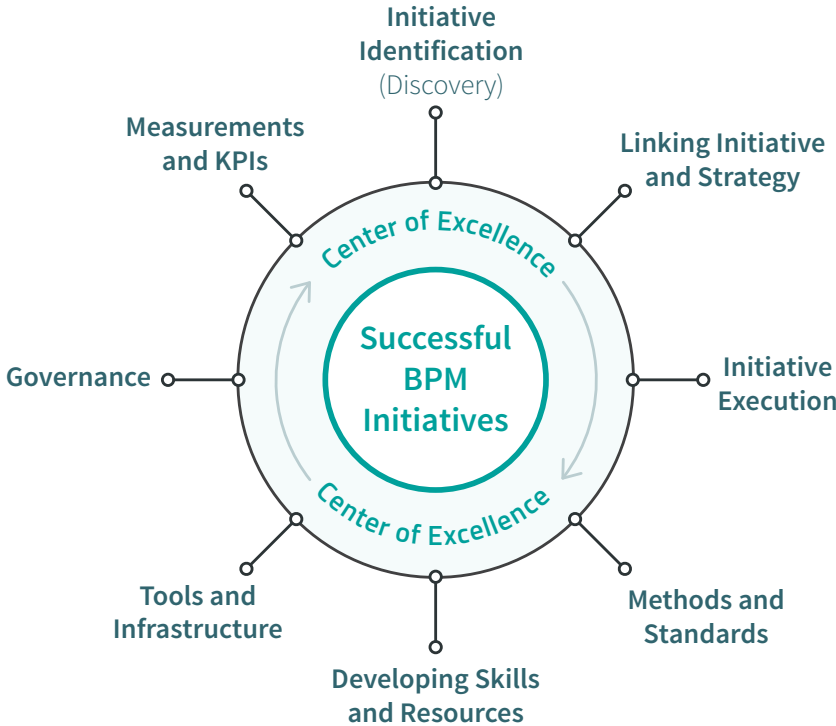 Initiative
Identification
(Discovery)
Measurements
and KPIs
Linking Initiative
and Strategy
Center of Excellence
Successful
BPM
Initiatives
Governance
Initiative
Execution
Center of Excellence
Tools and
Infrastructure
Methods and
Standards
Developing Skills
and Resources